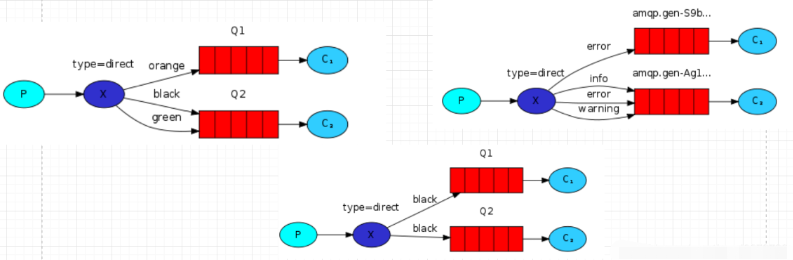 Q1
type=direct
orange
P
X
C₁
black
Q2
green
C₂
amqp.gen-S9b...
error
type=direct
C₁
amqp.gen-Ag1...
info
P
X
error
C₂
warning
Q1
black
C₁
type=direct
Q2
black
P
X
C₂